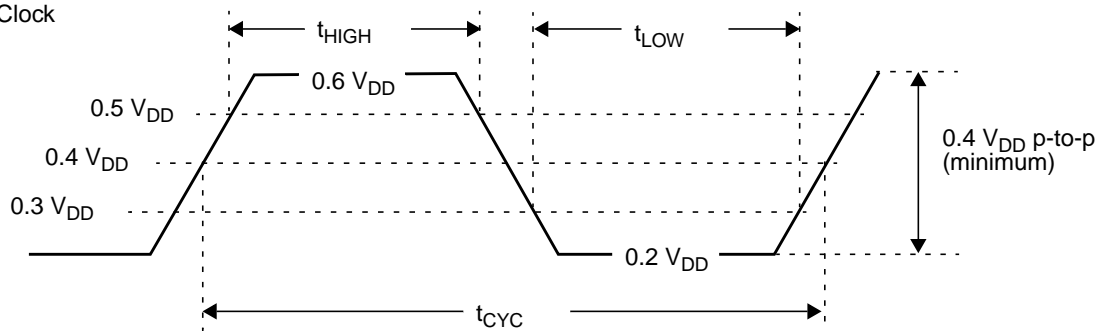 Clock
tHIGH
tLOW
0.6 VDD
0.5 VDD
0.4 VDD
0.4 VDD p-to-p
(minimum)
0.3 VDD
0.2 VDD
tCYC